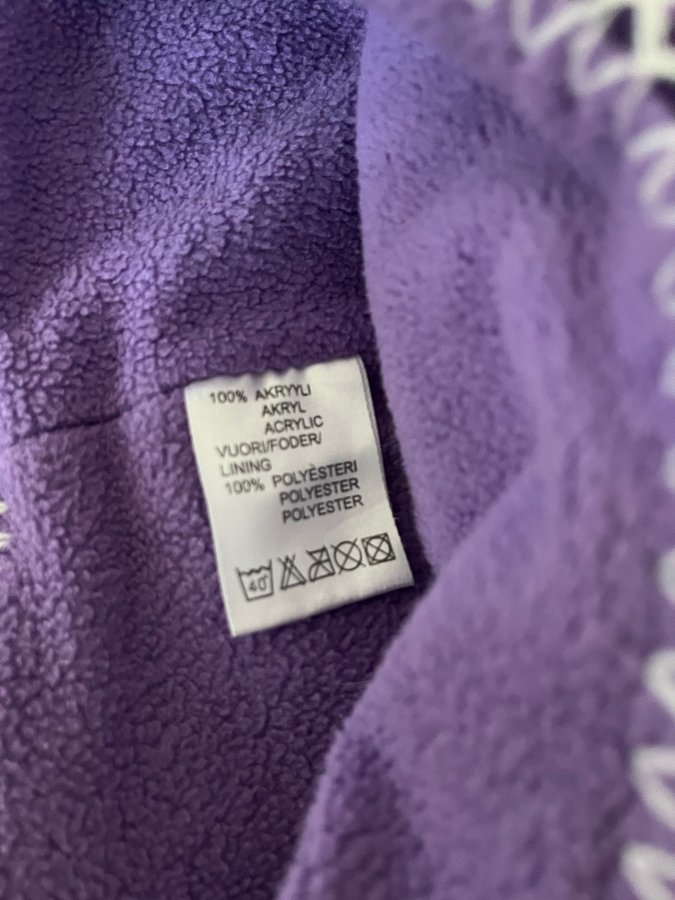 100% AKRYYLI
AKRYL
ACRYLIC
VUORI/FODER/
LINING
100% POLYESTERI
POLYESTER
POLYESTER
40°